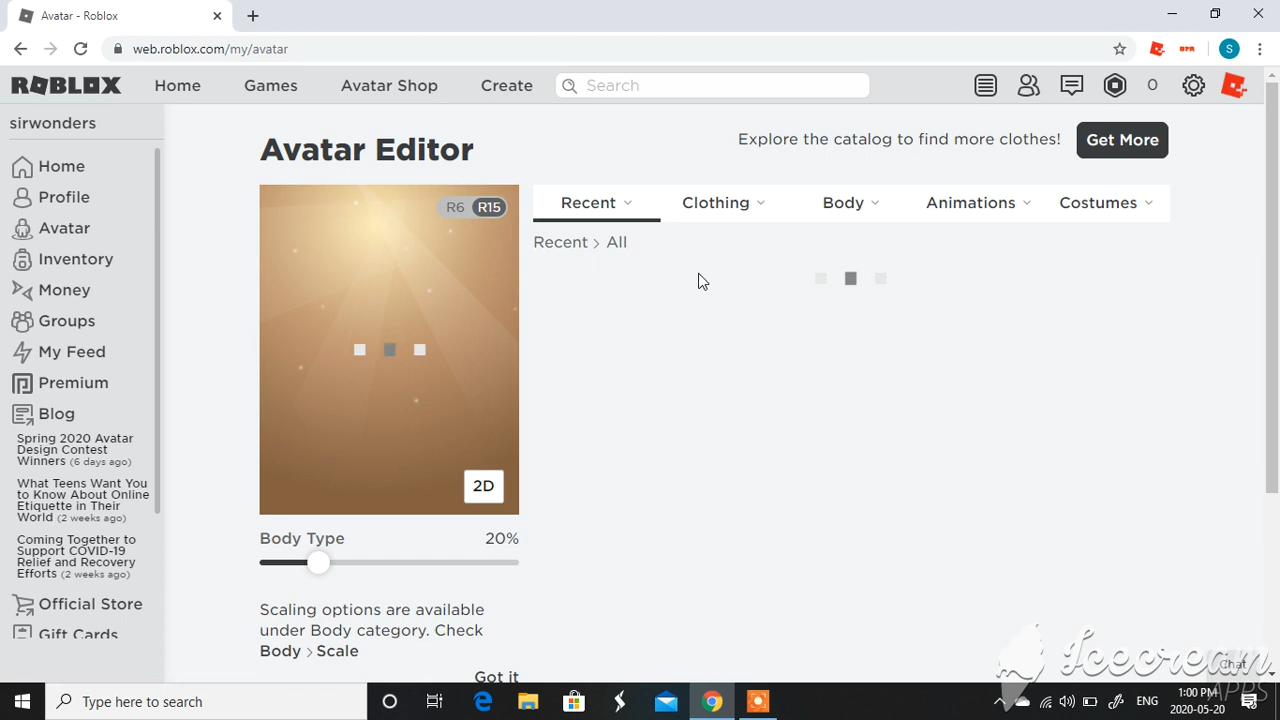 Avatar - Roblox
web.roblox.com/my/avatar
S
ROBLOX
Home
Games
Avatar Shop
Create
Search
0
sirwonders
Home
Profile
Avatar
Inventory
Money
Groups
My Feed
Premium
Blog
Spring 2020 Avatar
Design Contest
Winners (6 days ago)
What Teens Want You
to Know About Online
Etiquette in Their
World (2 weeks ago)
Coming Together to
Support COVID-19
Relief and Recovery
Efforts (2 weeks ago)
Official Store
Gift Cards
Avatar Editor
Explore the catalog to find more clothes!
Get More
R6 R15
2D
Body Type 20%
Scaling options are available
under Body category. Check
Body > Scale
Got it
Recent
Clothing
Body
Animations
Costumes
Recent > All
Chat
Icecream
APPS
Type here to search
ENG
1:00 PM
2020-05-20